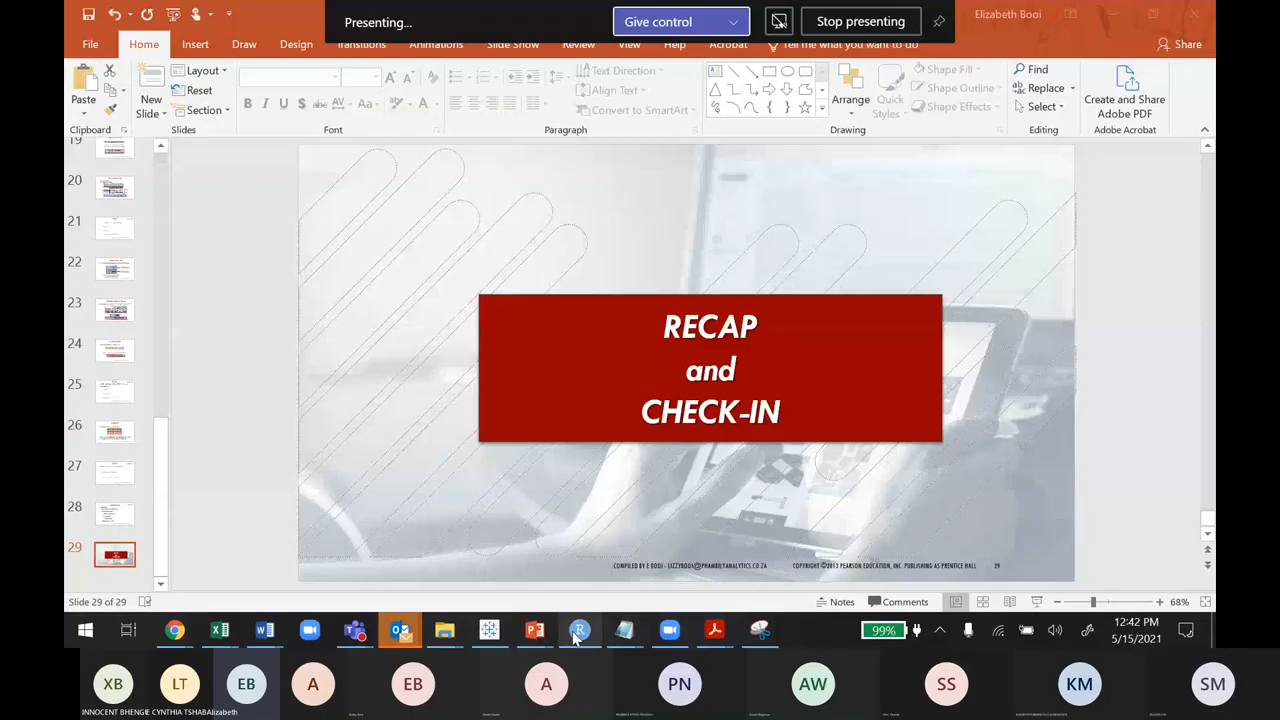 Presenting...
Give control
Stop presenting
Elizabeth Booi
File
Home
Insert
Draw
Design
Transitions
Animations
Slide Show
Review
View
Help
Acrobat
Tell me what you want to do
Share
Paste
New
Slide
Layout
Reset
Section
Text Direction
Align Text
Convert to SmartArt
Arrange
Quick
Styles
Shape Fill
Shape Outline
Shape Effects
Find
Replace
Select
Create and Share
Adobe PDF
Clipboard
Slides
Font
Paragraph
Drawing
Editing
Adobe Acrobat
19
20
21
22
23
24
25
26
27
28
29
RECAP
and
CHECK-IN
COMPILED BY E BOOI - LIZZYBOOI@PHAMBILYANALYTICS.CO.ZA
COPYRIGHT ©2013 PEARSON EDUCATION, INC. PUBLISHING AS PRENTICE HALL
29
Slide 29 of 29
Notes
Comments
68%
99%
12:42 PM
5/15/2021
XB
LT
EB
A
EB
A
PN
AW
SS
KM
SM
INNOCENT BHENGE
CYNTHIA TSHABA
Elizabeth